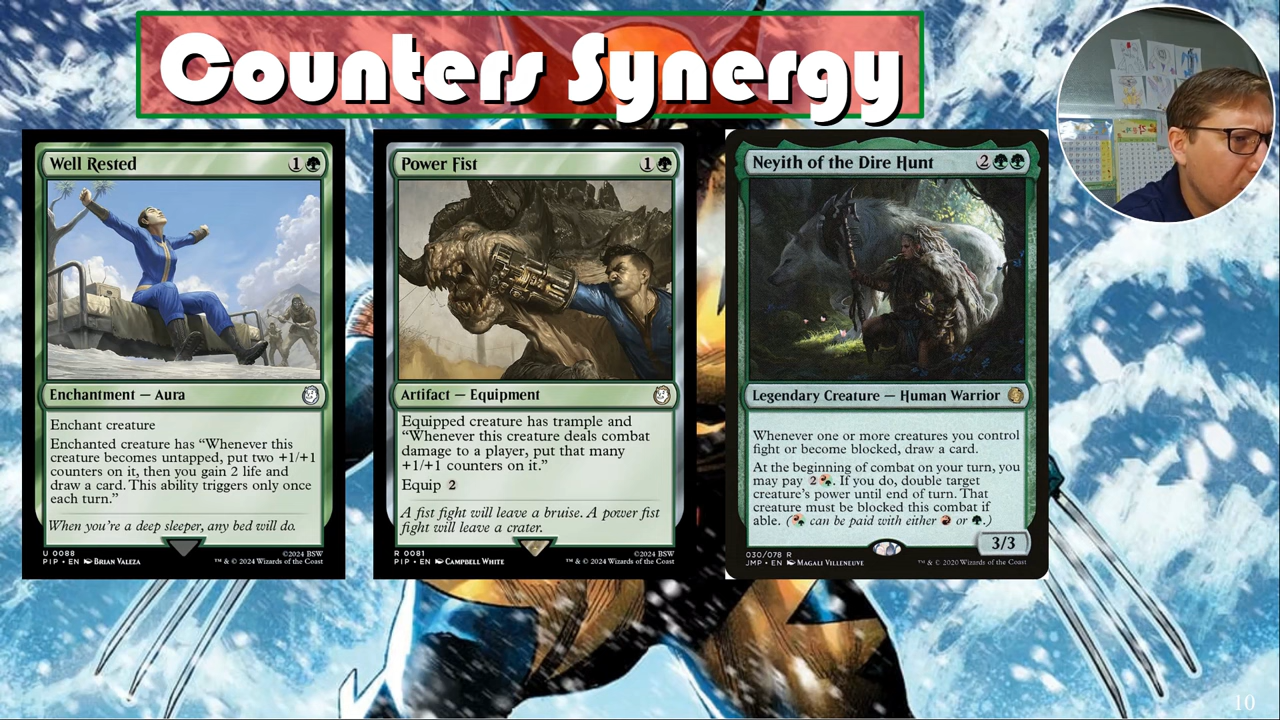 Counters Synergy
Well Rested 1
Enchantment — Aura
Enchant creature
Enchanted creature has “Whenever this
creature becomes untapped, put two +1/+1
counters on it, then you gain 2 life and
draw a card. This ability triggers only once
each turn.”
When you’re a deep sleeper, any bed will do.
U 0088
PIP • EN BRIAN VALEZA
©2024 BSW
™ & © 2024 Wizards of the Coast
Power Fist 1
Artifact — Equipment
Equipped creature has trample and
“Whenever this creature deals combat
damage to a player, put that many
+1/+1 counters on it.”
Equip 2
A fist fight will leave a bruise. A power fist
fight will leave a crater.
R 0081
PIP • EN CAMPBELL WHITE
©2024 BSW
™ & © 2024 Wizards of the Coast
Neyith of the Dire Hunt 2
Legendary Creature — Human Warrior
Whenever one or more creatures you control
fight or become blocked, draw a card.
At the beginning of combat on your turn, you
may pay 2 . If you do, double target
creature’s power until end of turn. That
creature must be blocked this combat if
able. ( can be paid with either or .)
3/3
030/078 R
JMP • EN MAGALI VILLENEUVE
™ & © 2020 Wizards of the Coast
10